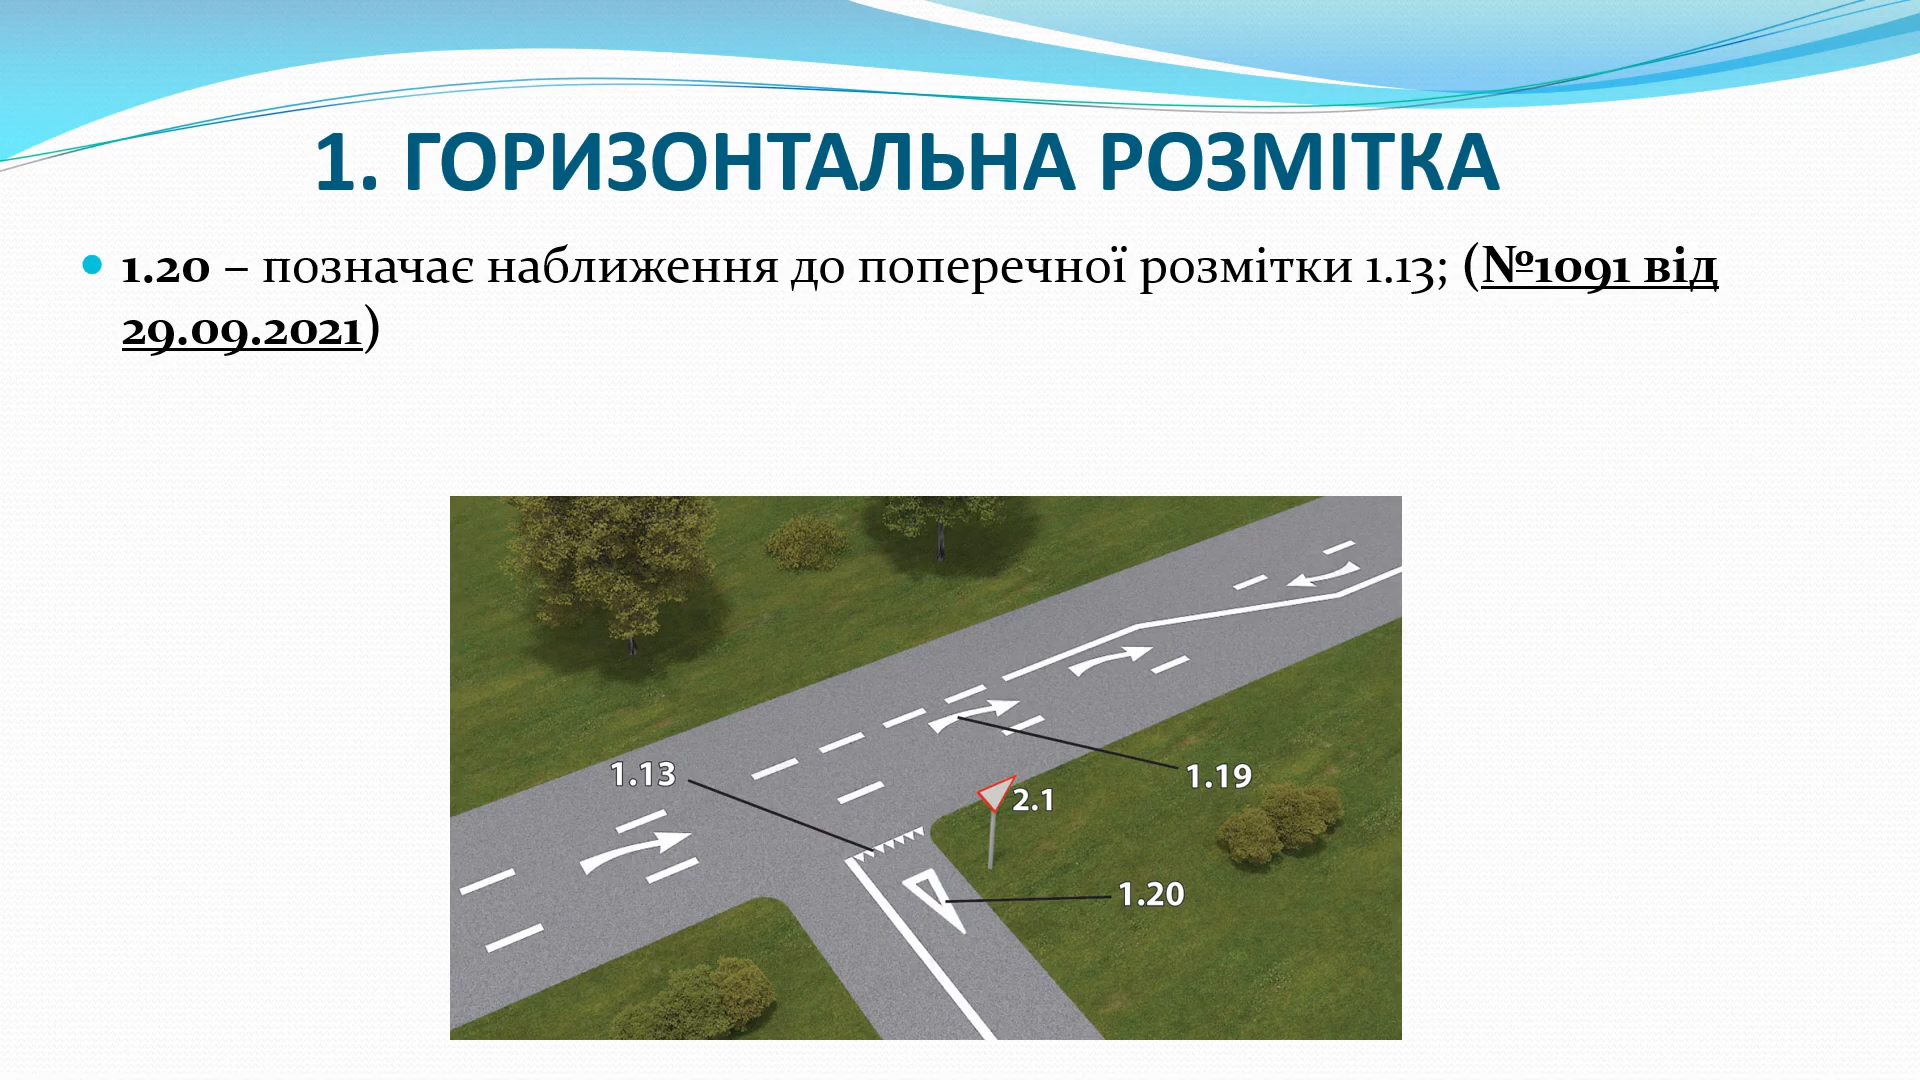 1. ГОРИЗОНТАЛЬНА РОЗМІТКА
1.20 – позначає наближення до поперечної розмітки 1.13; (№1091 від
29.09.2021)
1.13
1.19
2.1
1.20